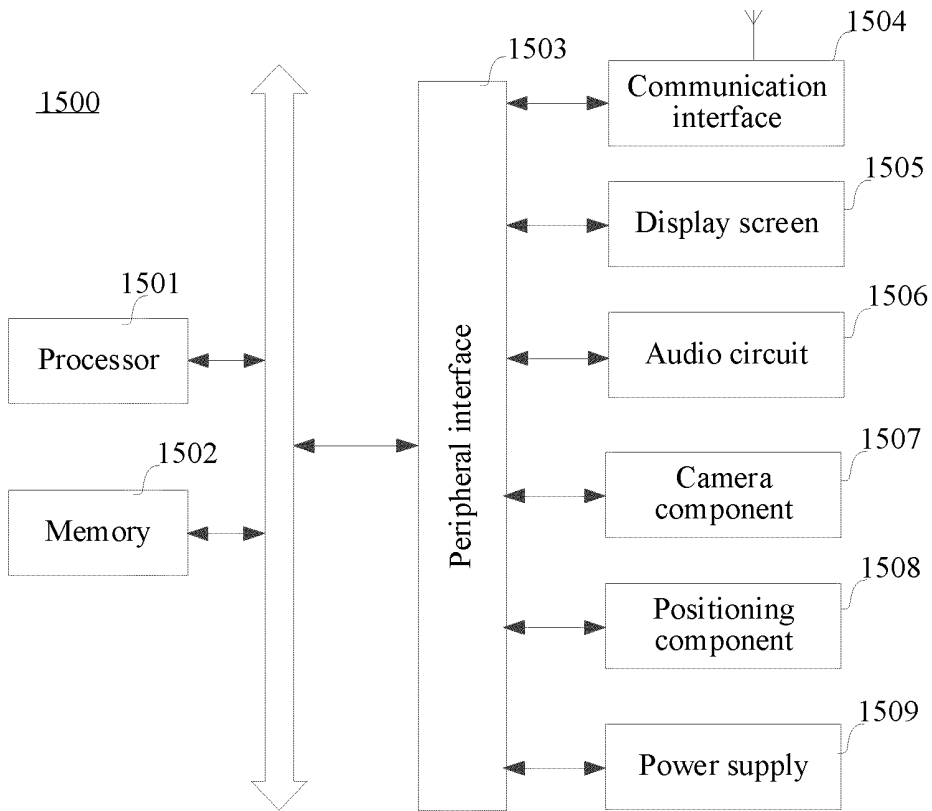 1500
1501
Processor
1502
Memory
1503
Peripheral interface
1504
Communication
interface
1505
Display screen
1506
Audio circuit
1507
Camera
component
1508
Positioning
component
1509
Power supply